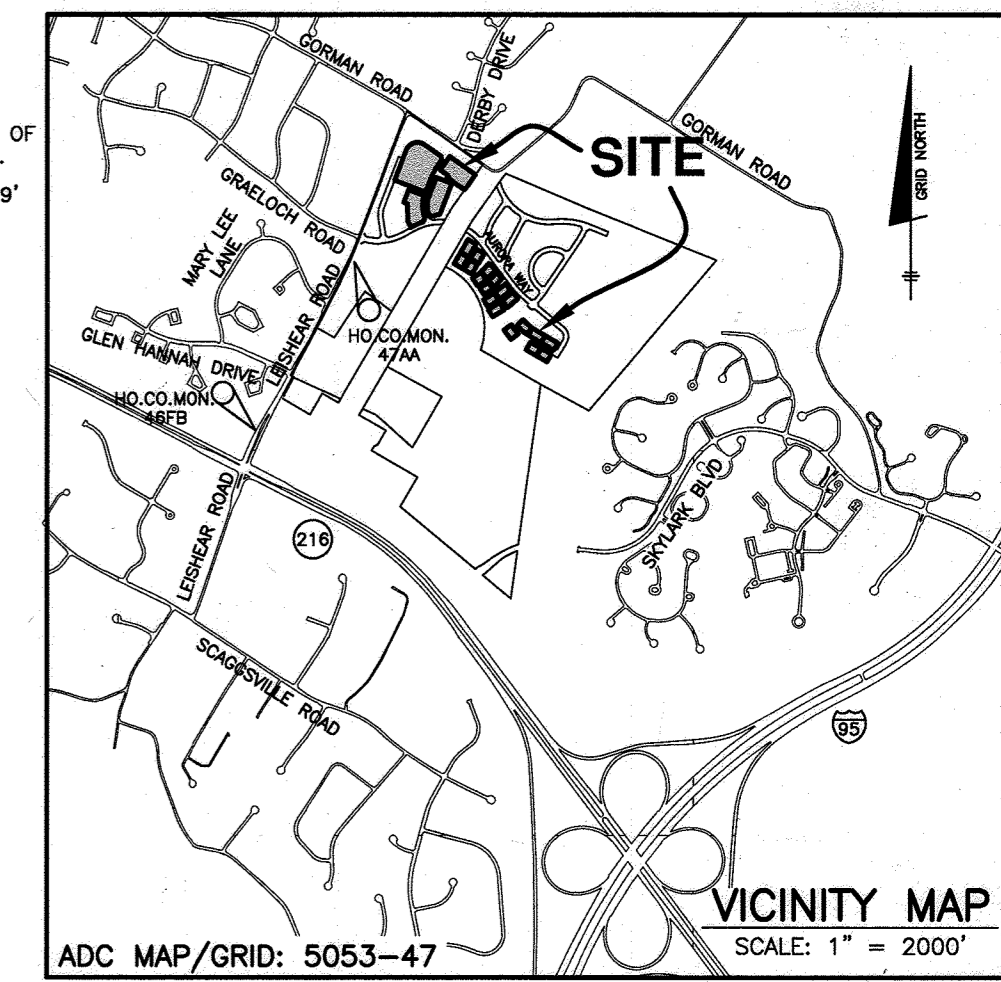 OF
9'
GORMAN ROAD
DERBY DRIVE
GORMAN ROAD
GRID NORTH
SITE
GRAELOCH ROAD
MARY LEE
LANE
AURORA WAY
LEISHEAR ROAD
HO.CO.MON.
47AA
GLEN HANNAH DRIVE
HO.CO.MON.
46FB
LEISHEAR ROAD
216
SKYLARK BLVD
SCAGGSVILLE ROAD
95
VICINITY MAP
SCALE: 1" = 2000'
ADC MAP/GRID: 5053-47